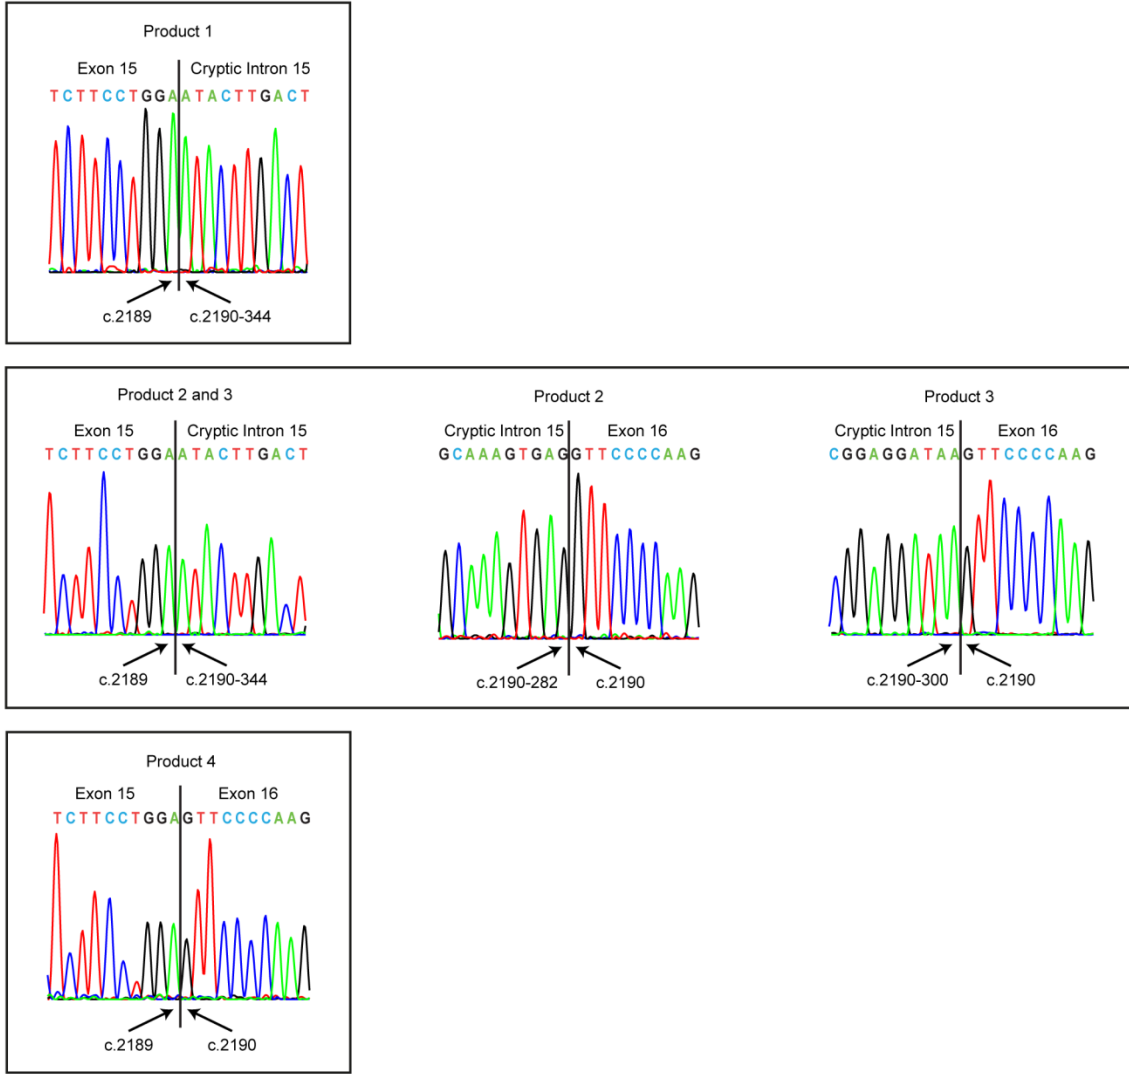 Product 1
Exon 15 Cryptic Intron 15
TCTTCCTGGAATACTTGACT
c.2189 c.2190-344
Product 2 and 3 Product 2 Product 3
Exon 15 Cryptic Intron 15 Cryptic Intron 15 Exon 16 Cryptic Intron 15 Exon 16
TCTTCCTGGAATACTTGACT GCAAAGTGAGGTTCCCCAAG CGGAGGATAAGTTCCCCAAG
c.2189 c.2190-344 c.2190-282 c.2190 c.2190-300 c.2190
Product 4
Exon 15 Exon 16
TCTTCCTGGAGTTCCCCAAG
c.2189 c.2190